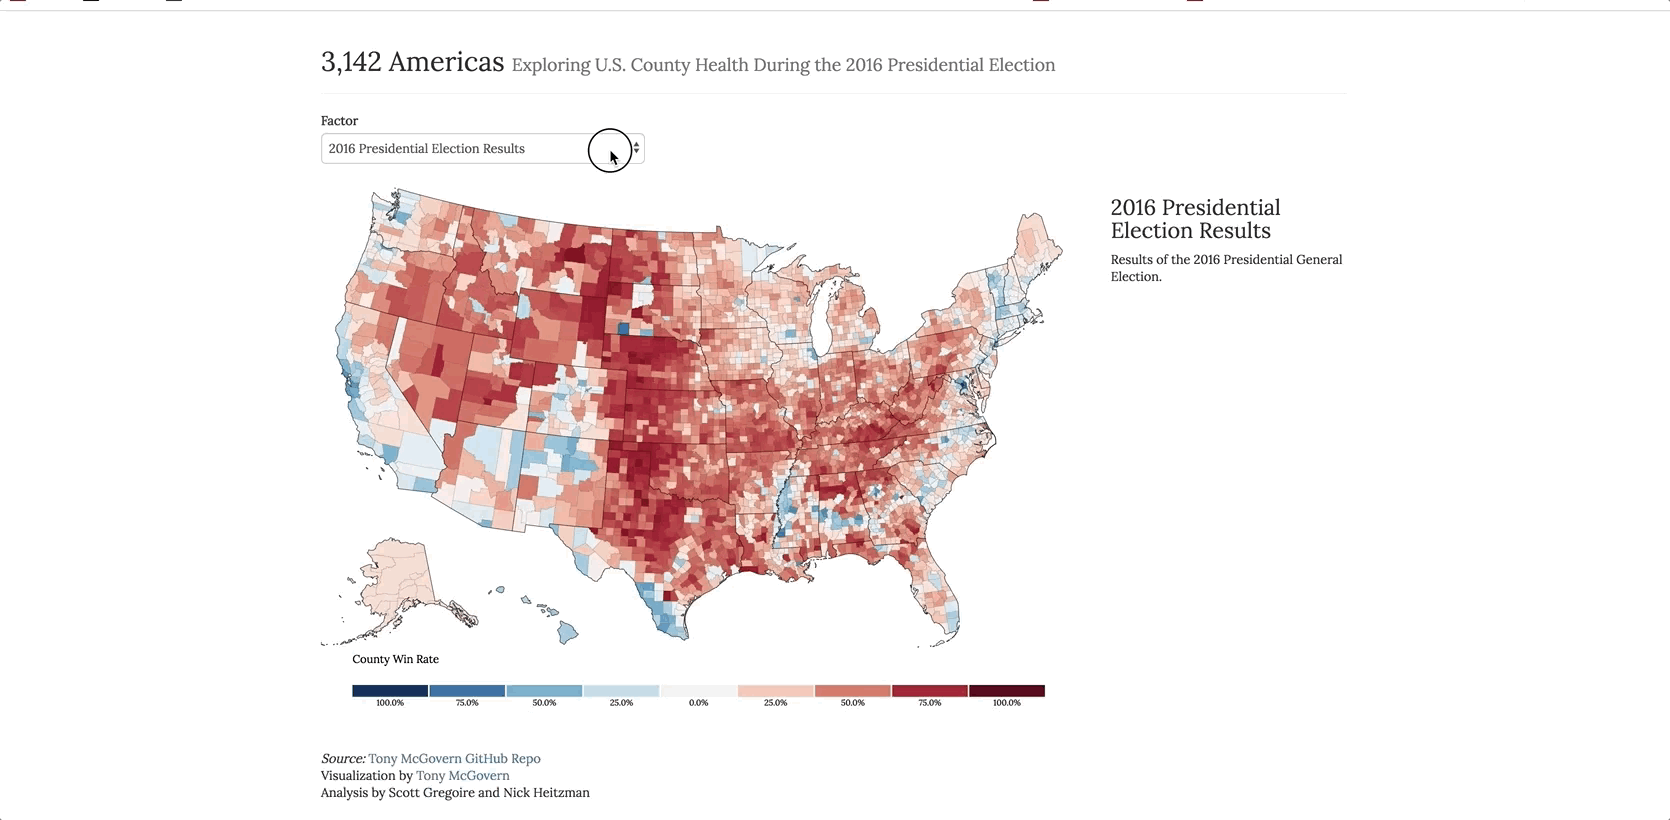 3,142 Americas Exploring U.S. County Health During the 2016 Presidential Election
Factor
2016 Presidential Election Results
2016 Presidential
Election Results
Results of the 2016 Presidential General
Election.
County Win Rate
100.0% 75.0% 50.0% 25.0% 0.0% 25.0% 50.0% 75.0% 100.0%
Source: Tony McGovern GitHub Repo
Visualization by Tony McGovern
Analysis by Scott Gregoire and Nick Heitzman